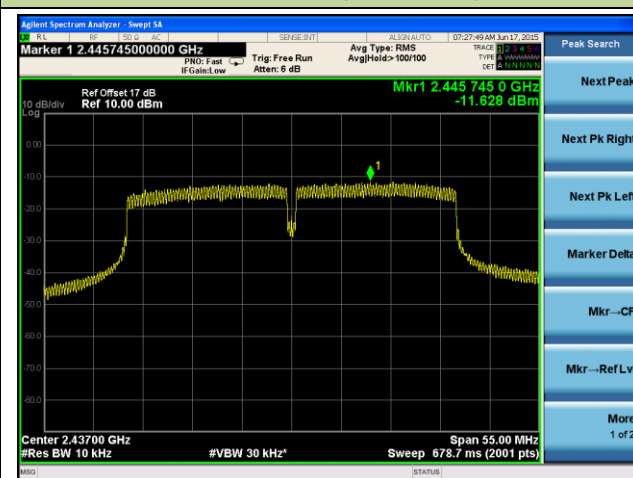 Agilent Spectrum Analyzer - Swept SA
RL RF 50 Ω AC SENSE:INT ALIGN AUTO 07:27:49 AM Jun 17, 2015
Marker 1 2.445745000000 GHz
PNO: Fast
IFGain:Low
Trig: Free Run
Atten: 6 dB
Avg Type: RMS
Avg|Hold:> 100/100
TRACE 1 2 3 4 5 6
TYPE A WWWWW
DET A N N N N N
Peak Search
Ref Offset 17 dB
10 dB/div Ref 10.00 dBm
Log
Mkr1 2.445 745 0 GHz
-11.628 dBm
1
0.00
-10.0
-20.0
-30.0
-40.0
-50.0
-60.0
-70.0
-80.0
Center 2.43700 GHz Span 55.00 MHz
#Res BW 10 kHz #VBW 30 kHz* Sweep 678.7 ms (2001 pts)
MSG STATUS
Next Peak
Next Pk Right
Next Pk Left
Marker Delta
Mkr→CF
Mkr→Ref Lv
More
1 of 2